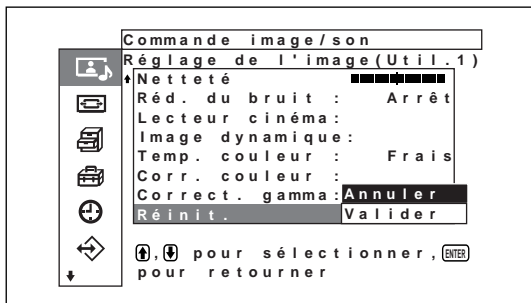 Commande image/son
Réglage de l'image(Util.1)
Netteté
Réd. du bruit : Arrêt
Lecteur cinéma:
Image dynamique:
Temp. couleur : Frais
Corr. couleur :
Correct. gamma: Annuler
Réinit. Valider
, pour sélectionner, ENTER
pour retourner